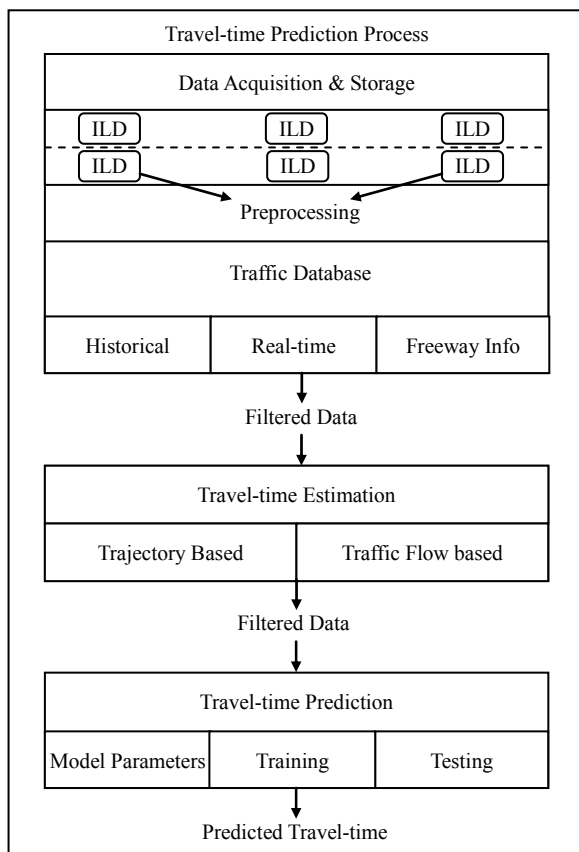 Travel-time Prediction Process
Data Acquisition & Storage
ILD ILD ILD
ILD ILD ILD
Preprocessing
Traffic Database
Historical Real-time Freeway Info
Filtered Data
Travel-time Estimation
Trajectory Based Traffic Flow based
Filtered Data
Travel-time Prediction
Model Parameters Training Testing
Predicted Travel-time